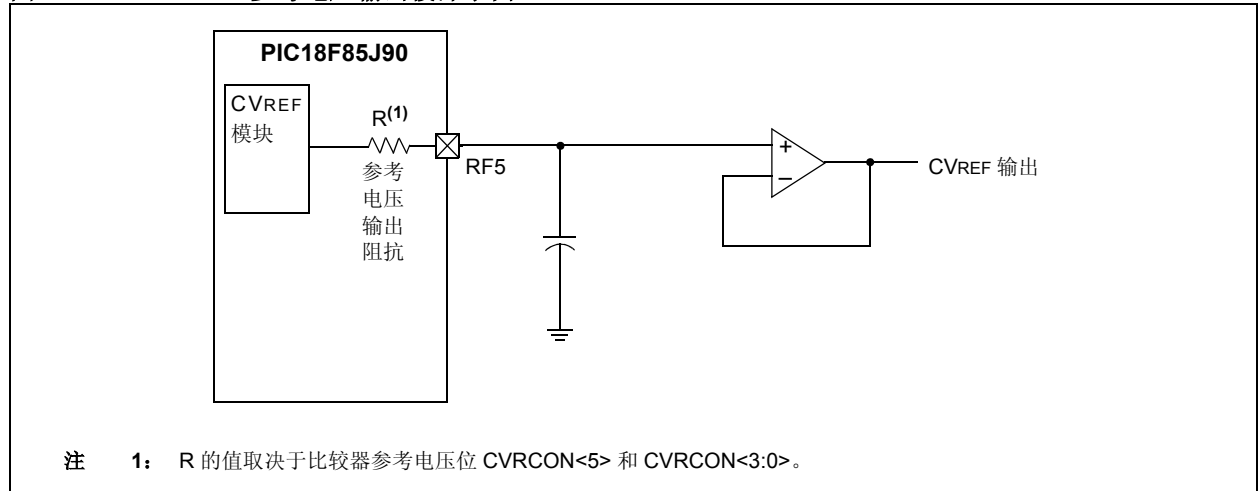 PIC18F85J90
CVREF
模块
R(1)
参考
电压
输出
阻抗
RF5
+
–
CVREF 输出
注 1： R 的值取决于比较器参考电压位 CVRCON<5> 和 CVRCON<3:0>。